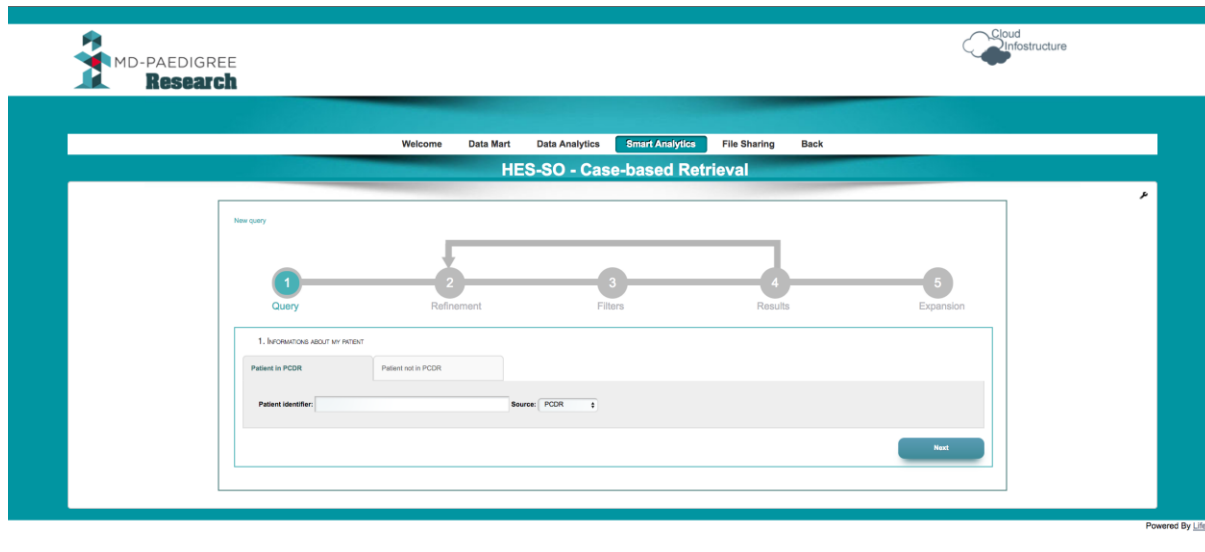 Cloud
Infostructure
MD-PAEDIGREE
Research
Welcome Data Mart Data Analytics Smart Analytics File Sharing Back
HES-SO - Case-based Retrieval
New query
1 2 3 4 5
Query Refinement Filters Results Expansion
1. Informations about my patient
Patient in PCDR Patient not in PCDR
Patient identifier: Source: PCDR
Next
Powered By Life